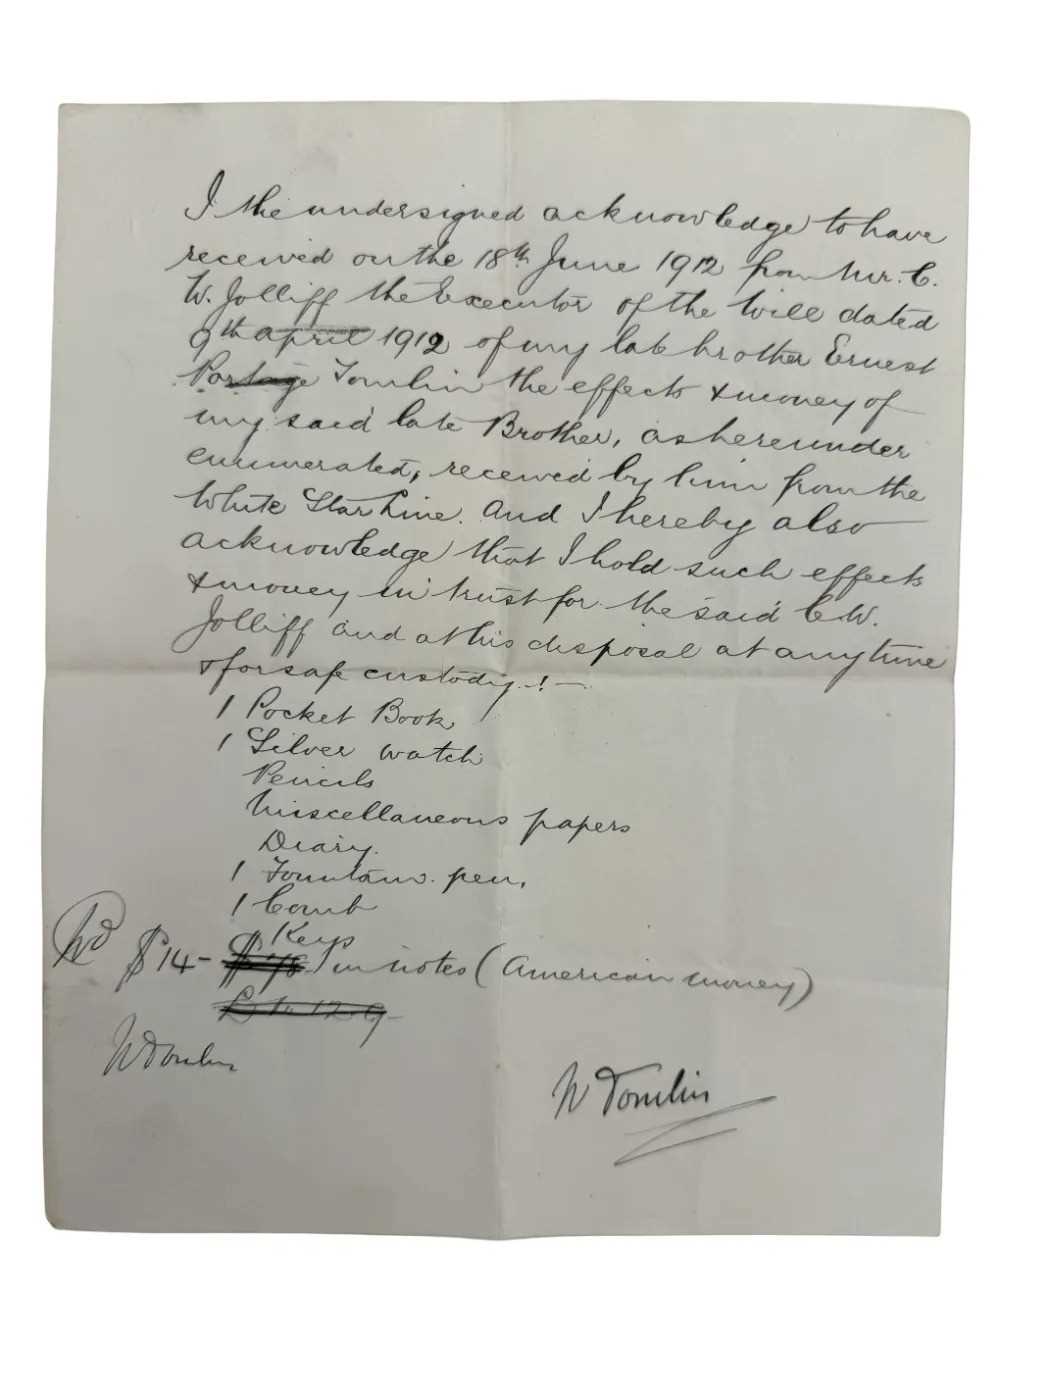 I the undersigned acknowledge to have
received on the 18th June 1912 from Mr. C.
W. Jolliff the Executor of the Will dated
9th april 1912 of my late brother Ernest
Portage Tomlin the effects & money of
my said late Brother, as hereunder
enumerated, received by him from the
White Star Line. And I hereby also
acknowledge that I hold such effects
& money in trust for the said C. W.
Jolliff and at his disposal at any time
& for safe custody.! —
1 Pocket Book
1 Silver watch
Pencils
Miscellaneous papers
Diary.
1 Fountain. pen.
1 Comb
Keys
$14 - in notes (American money)
W Tomlin
W Tomlin